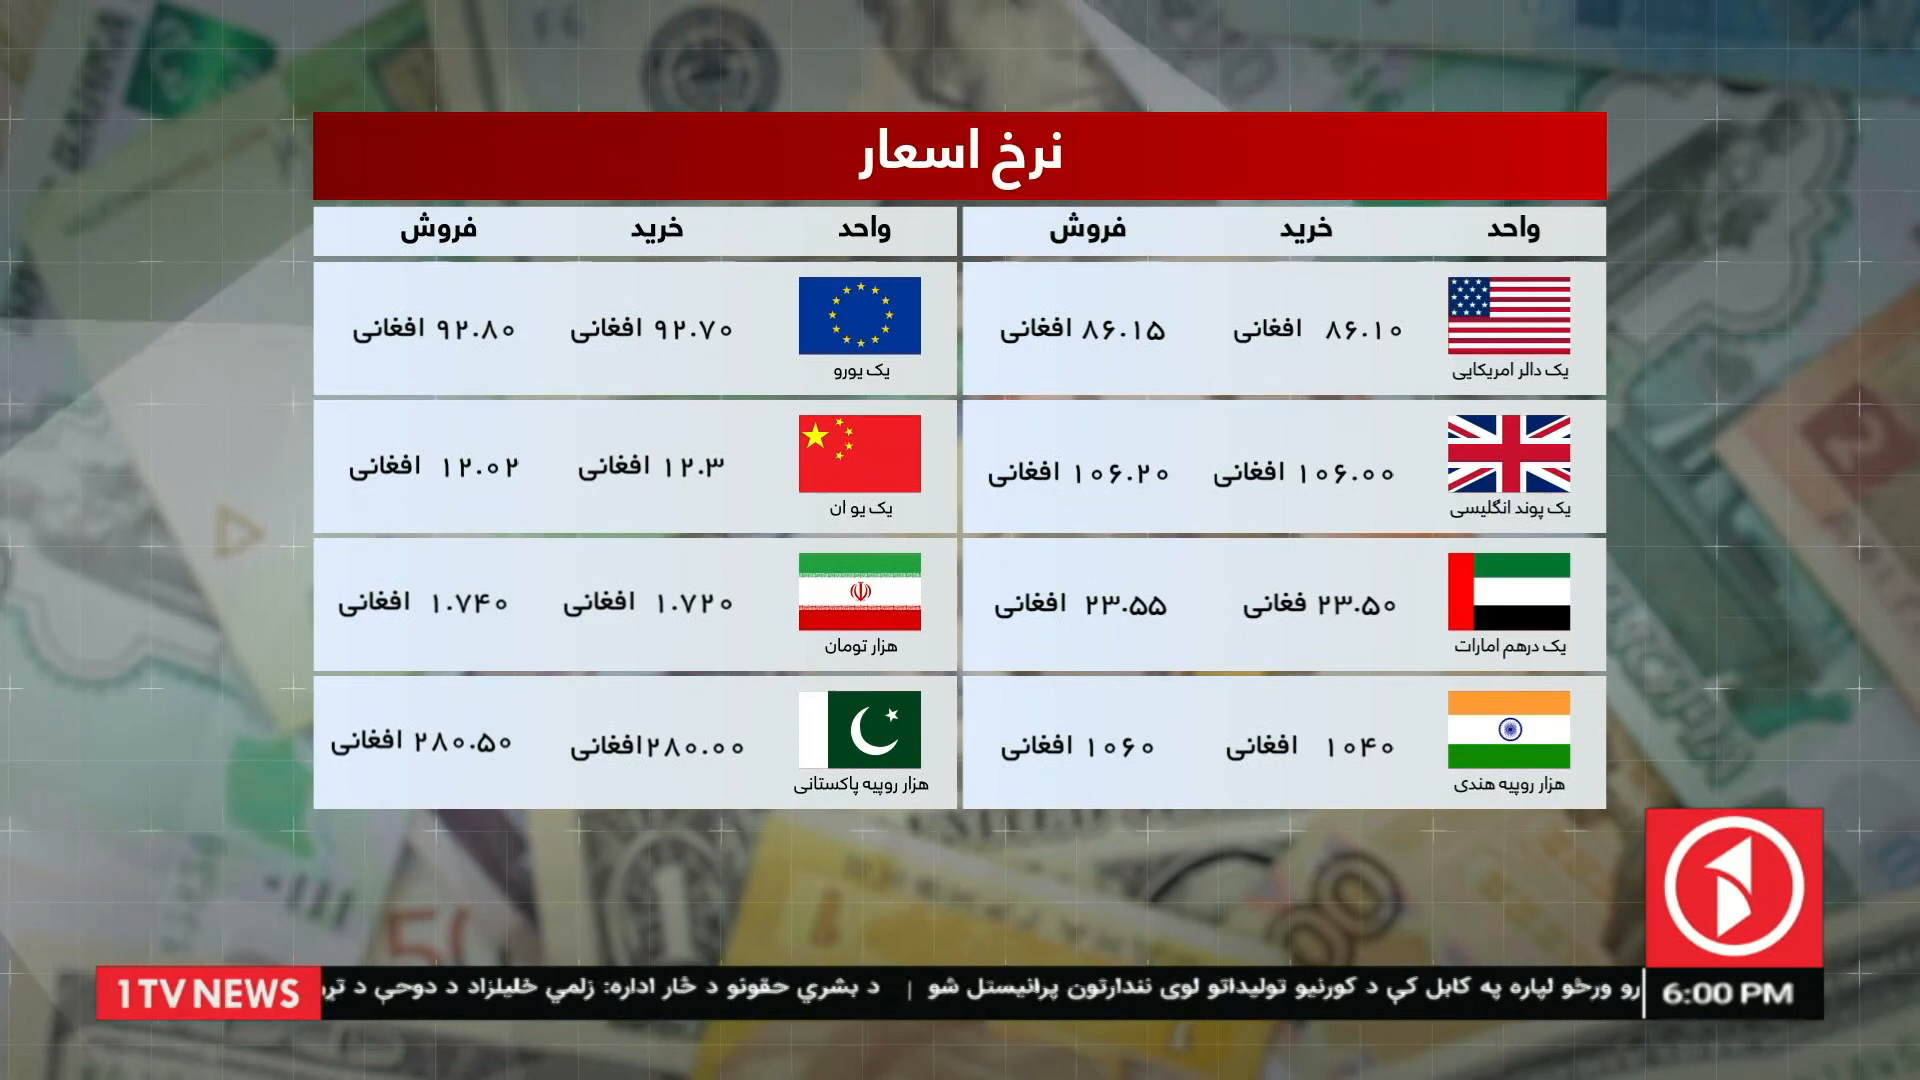 نرخ اسعار
واحد خرید فروش
۸۶.۱۰ افغانی ۸۶.۱۵ افغانی
یک دالر امریکایی
۱۰۶.۰۰ افغانی ۱۰۶.۲۰ افغانی
یک پوند انگلیسی
۲۳.۵۰ فغانی ۲۳.۵۵ افغانی
یک درهم امارات
۱۰۴۰ افغانی ۱۰۶۰ افغانی
هزار روپیه هندی
واحد خرید فروش
۹۲.۷۰ افغانی ۹۲.۸۰ افغانی
یک یورو
۱۲.۳ افغانی ۱۲.۰۲ افغانی
یک یو ان
۱.۷۲۰ افغانی ۱.۷۴۰ افغانی
هزار تومان
۲۸۰.۰۰افغانی ۲۸۰.۵۰ افغانی
هزار روپیه پاکستانی
رو ورځو لپاره په کابل کې د کورنیو تولیداتو لوی نندارتون پرانیستل شو | د بشري حقونو د څار اداره: زلمي خلیلزاد د دوحې د
1TV NEWS
6:00 PM